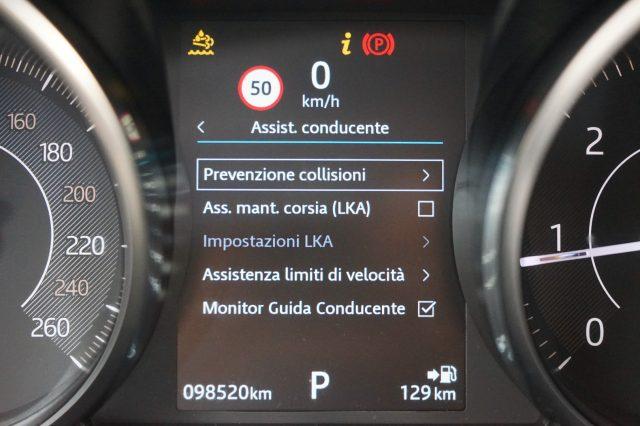 i P
50 0
km/h
Assist. conducente
Prevenzione collisioni
Ass. mant. corsia (LKA)
Impostazioni LKA
Assistenza limiti di velocità
Monitor Guida Conducente
098520km P 129 km
160
180
200
220
240
260
2
1
0